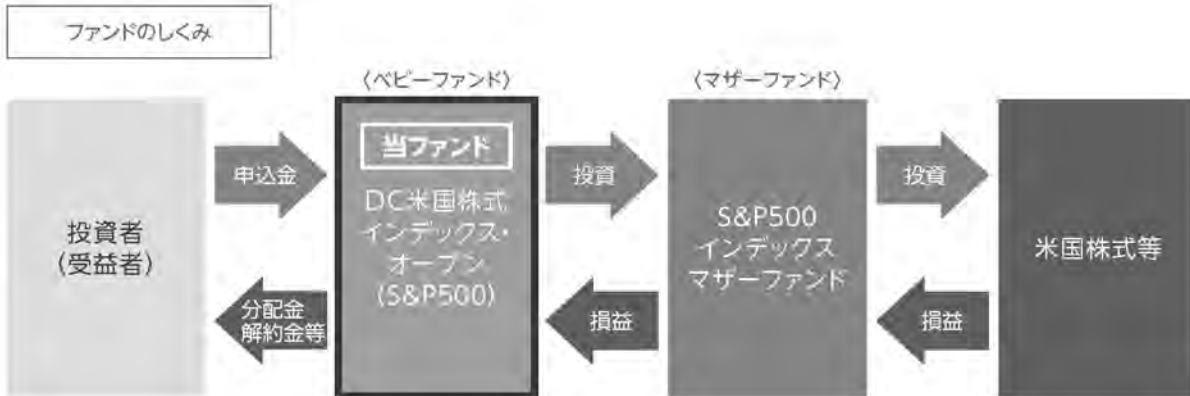 ファンドのしくみ
〈ベビーファンド〉
〈マザーファンド〉
投資者
(受益者)
申込金
分配金
解約金等
当ファンド
DC米国株式
インデックス・
オープン
(S&P500)
投資
損益
S&P500
インデックス
マザーファンド
投資
損益
米国株式等